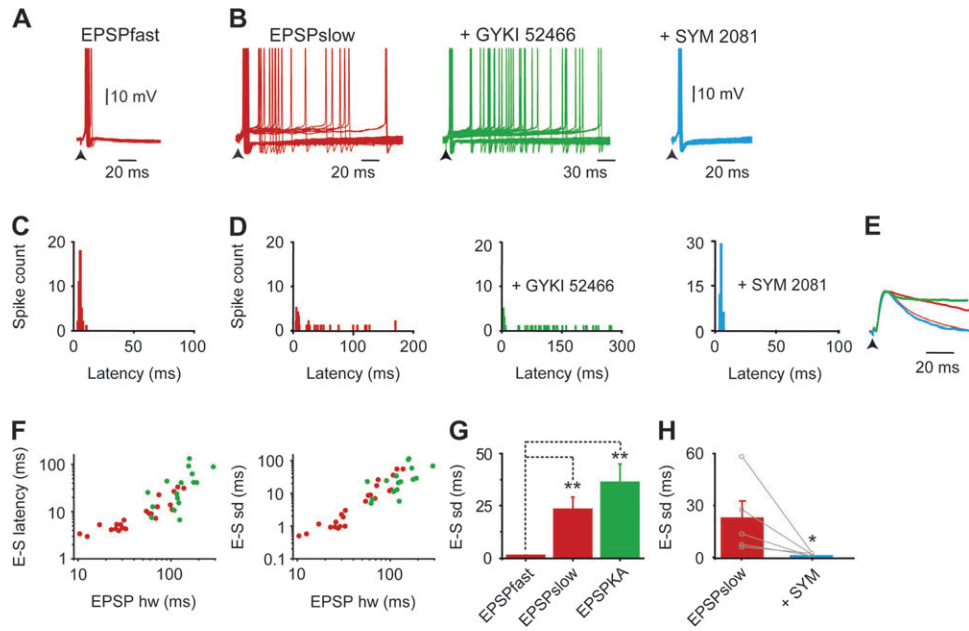 A
EPSPfast
10 mV
20 ms
B
EPSPslow
20 ms
+ GYKI 52466
30 ms
+ SYM 2081
10 mV
20 ms
C
Spike count
20
10
0
0 50 100
Latency (ms)
D
Spike count
20
10
0
0 100 200
Latency (ms)
20
10
0
+ GYKI 52466
0 150 300
Latency (ms)
30
15
0
+ SYM 2081
0 50 100
Latency (ms)
E
20 ms
F
E-S latency (ms)
100
10
1
10 100
EPSP hw (ms)
E-S sd (ms)
100
10
1
0.1
10 100
EPSP hw (ms)
G
E-S sd (ms)
50
25
0
**
**
EPSPfast
EPSPslow
EPSPKA
H
E-S sd (ms)
60
30
0
*
EPSPslow
+ SYM